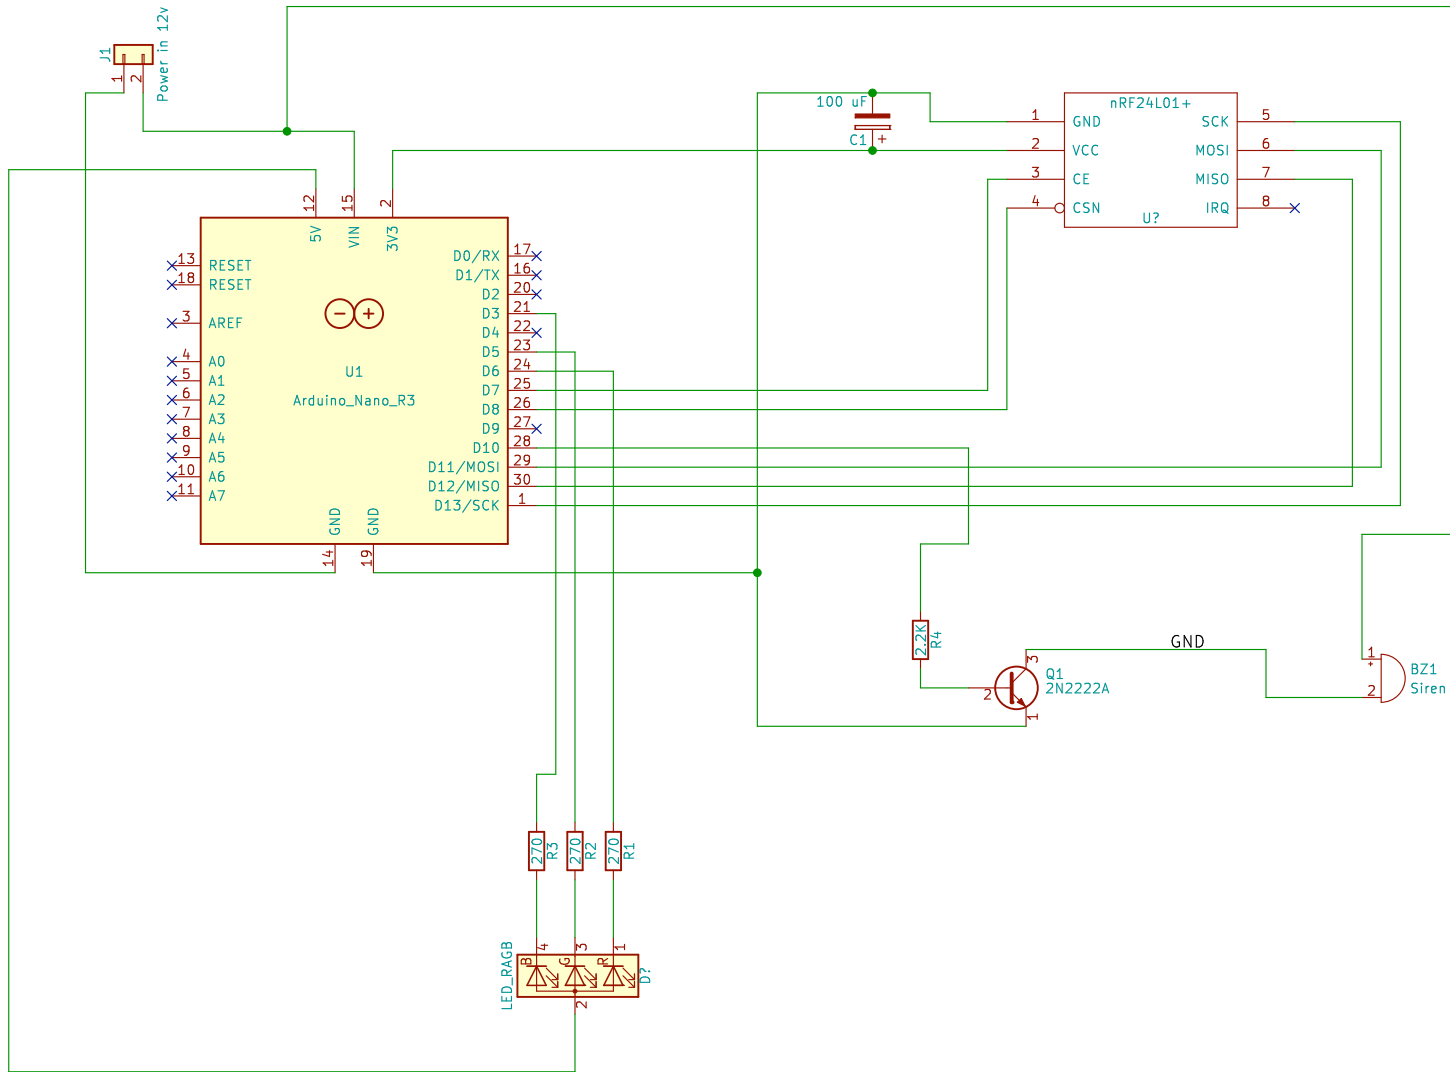 J1
Power in 12v
1
2
100 uF
C1
+
nRF24L01+
1
GND
SCK
5
2
VCC
MOSI
6
3
CE
MISO
7
4
CSN
IRQ
8
U?
12
15
2
5V
VIN
3V3
13
RESET
18
RESET
3
AREF
4
A0
5
A1
6
A2
7
A3
8
A4
9
A5
10
A6
11
A7
− +
U1
Arduino_Nano_R3
D0/RX
17
D1/TX
16
D2
20
D3
21
D4
22
D5
23
D6
24
D7
25
D8
26
D9
27
D10
28
D11/MOSI
29
D12/MISO
30
D13/SCK
1
GND
GND
14
19
2.2K
R4
2
3
1
Q1
2N2222A
GND
1
+
2
BZ1
Siren
270
R3
270
R2
270
R1
LED_RAGB
4
3
1
B
G
R
D?
2